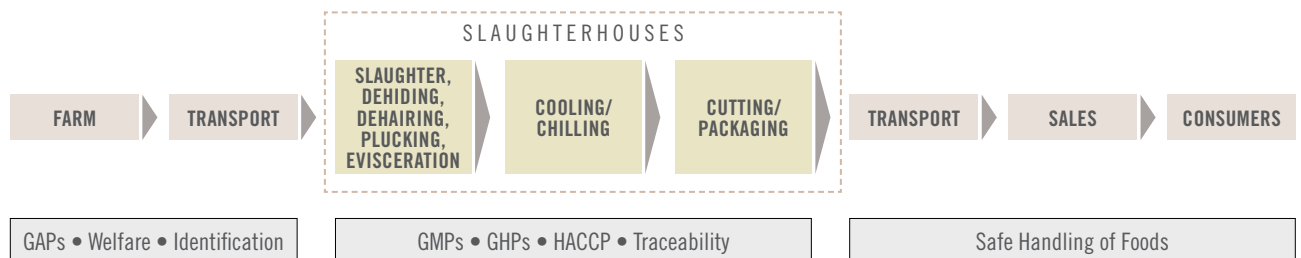 SLAUGHTERHOUSES
FARM
TRANSPORT
SLAUGHTER,
DEHIDING,
DEHAIRING,
PLUCKING,
EVISCERATION
COOLING/
CHILLING
CUTTING/
PACKAGING
TRANSPORT
SALES
CONSUMERS
GAPs • Welfare • Identification
GMPs • GHPs • HACCP • Traceability
Safe Handling of Foods